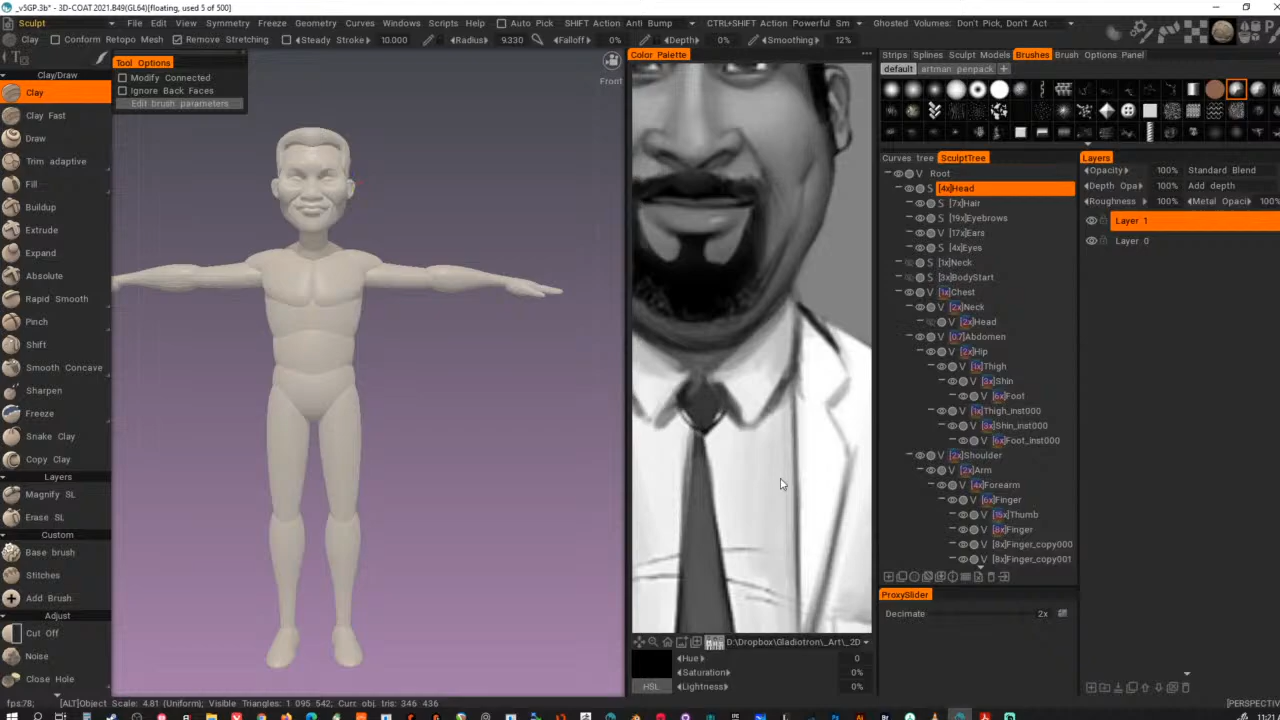 _v5GP.3b* - 3D-COAT 2021.B49(GL64)[floating, used 5 of 500]
Sculpt File Edit View Symmetry Freeze Geometry Curves Windows Scripts Help Auto Pick SHIFT Action Anti Bump CTRL+SHIFT Action Powerful Sm Ghosted Volumes: Don't Pick, Don't Act
Clay Conform Retopo Mesh Remove Stretching Steady Stroke 10.000 Radius 9.330 Falloff 0% Depth 0% Smoothing 12%
Clay/Draw
Clay
Clay Fast
Draw
Trim adaptive
Fill
Buildup
Extrude
Expand
Absolute
Rapid Smooth
Pinch
Shift
Smooth Concave
Sharpen
Freeze
Snake Clay
Copy Clay
Layers
Magnify SL
Erase SL
Custom
Base brush
Stitches
Add Brush
Adjust
Cut Off
Noise
Close Hole
Tool Options
Modify Connected
Ignore Back Faces
Edit brush parameters
Front
Color Palette
D:\Dropbox\Gladiotron\_Art\_2D
Hue 0
Saturation 0%
HSL Lightness 0%
Strips Splines Sculpt Models Brushes Brush Options Panel
default artman penpack +
Curves tree SculptTree
Root
S [4x]Head
S [7x]Hair
S [19x]Eyebrows
V [17x]Ears
S [4x]Eyes
S [1x]Neck
S [3x]BodyStart
V [1x]Chest
V [2x]Neck
V [2x]Head
V [0.7]Abdomen
V [2x]Hip
V [1x]Thigh
V [3x]Shin
V [6x]Foot
V [1x]Thigh_inst000
V [3x]Shin_inst000
V [6x]Foot_inst000
V [2x]Shoulder
V [2x]Arm
V [4x]Forearm
V [6x]Finger
V [15x]Thumb
V [8x]Finger
V [8x]Finger_copy000
V [8x]Finger_copy001
ProxySlider
Decimate 2x
Layers
Opacity 100% Standard Blend
Depth Opa 100% Add depth
Roughness 100% Metal Opaci 100%
Layer 1
Layer 0
fps:78; [ALT]Object Scale: 4.81 (Uniform); Visible Triangles: 1 095 542; Curr. obj. tris: 346 436
[PERSPECTIV